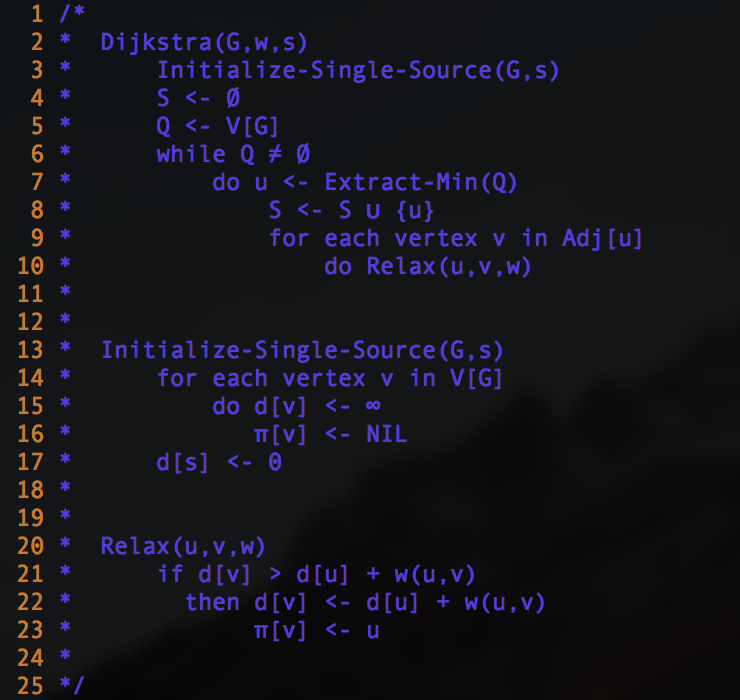 1 /*
2 *  Dijkstra(G,w,s)
3 *      Initialize-Single-Source(G,s)
4 *      S <- Ø
5 *      Q <- V[G]
6 *      while Q ≠ Ø
7 *          do u <- Extract-Min(Q)
8 *              S <- S ∪ {u}
9 *              for each vertex v in Adj[u]
10 *                  do Relax(u,v,w)
11 *
12 *
13 *  Initialize-Single-Source(G,s)
14 *      for each vertex v in V[G]
15 *          do d[v] <- ∞
16 *             π[v] <- NIL
17 *      d[s] <- 0
18 *
19 *
20 *  Relax(u,v,w)
21 *      if d[v] > d[u] + w(u,v)
22 *        then d[v] <- d[u] + w(u,v)
23 *             π[v] <- u
24 *
25 */